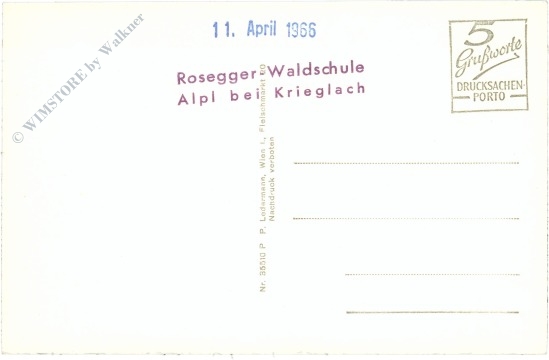 11. April 1966
5
Grußworte
DRUCKSACHEN-
PORTO
Rosegger Waldschule
Alpl bei Krieglach
© WIMSTORE by Walkner
Nr. 38510 P P. Ledermann, Wien I., Fleischmarkt 20
Nachdruck verboten